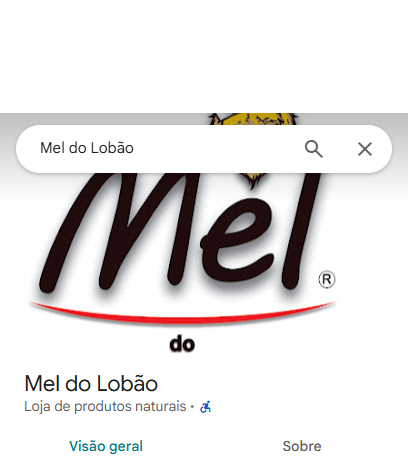 Mel do Lobão
Mel
®
do
Mel do Lobão
Loja de produtos naturais ·
Visão geral Sobre